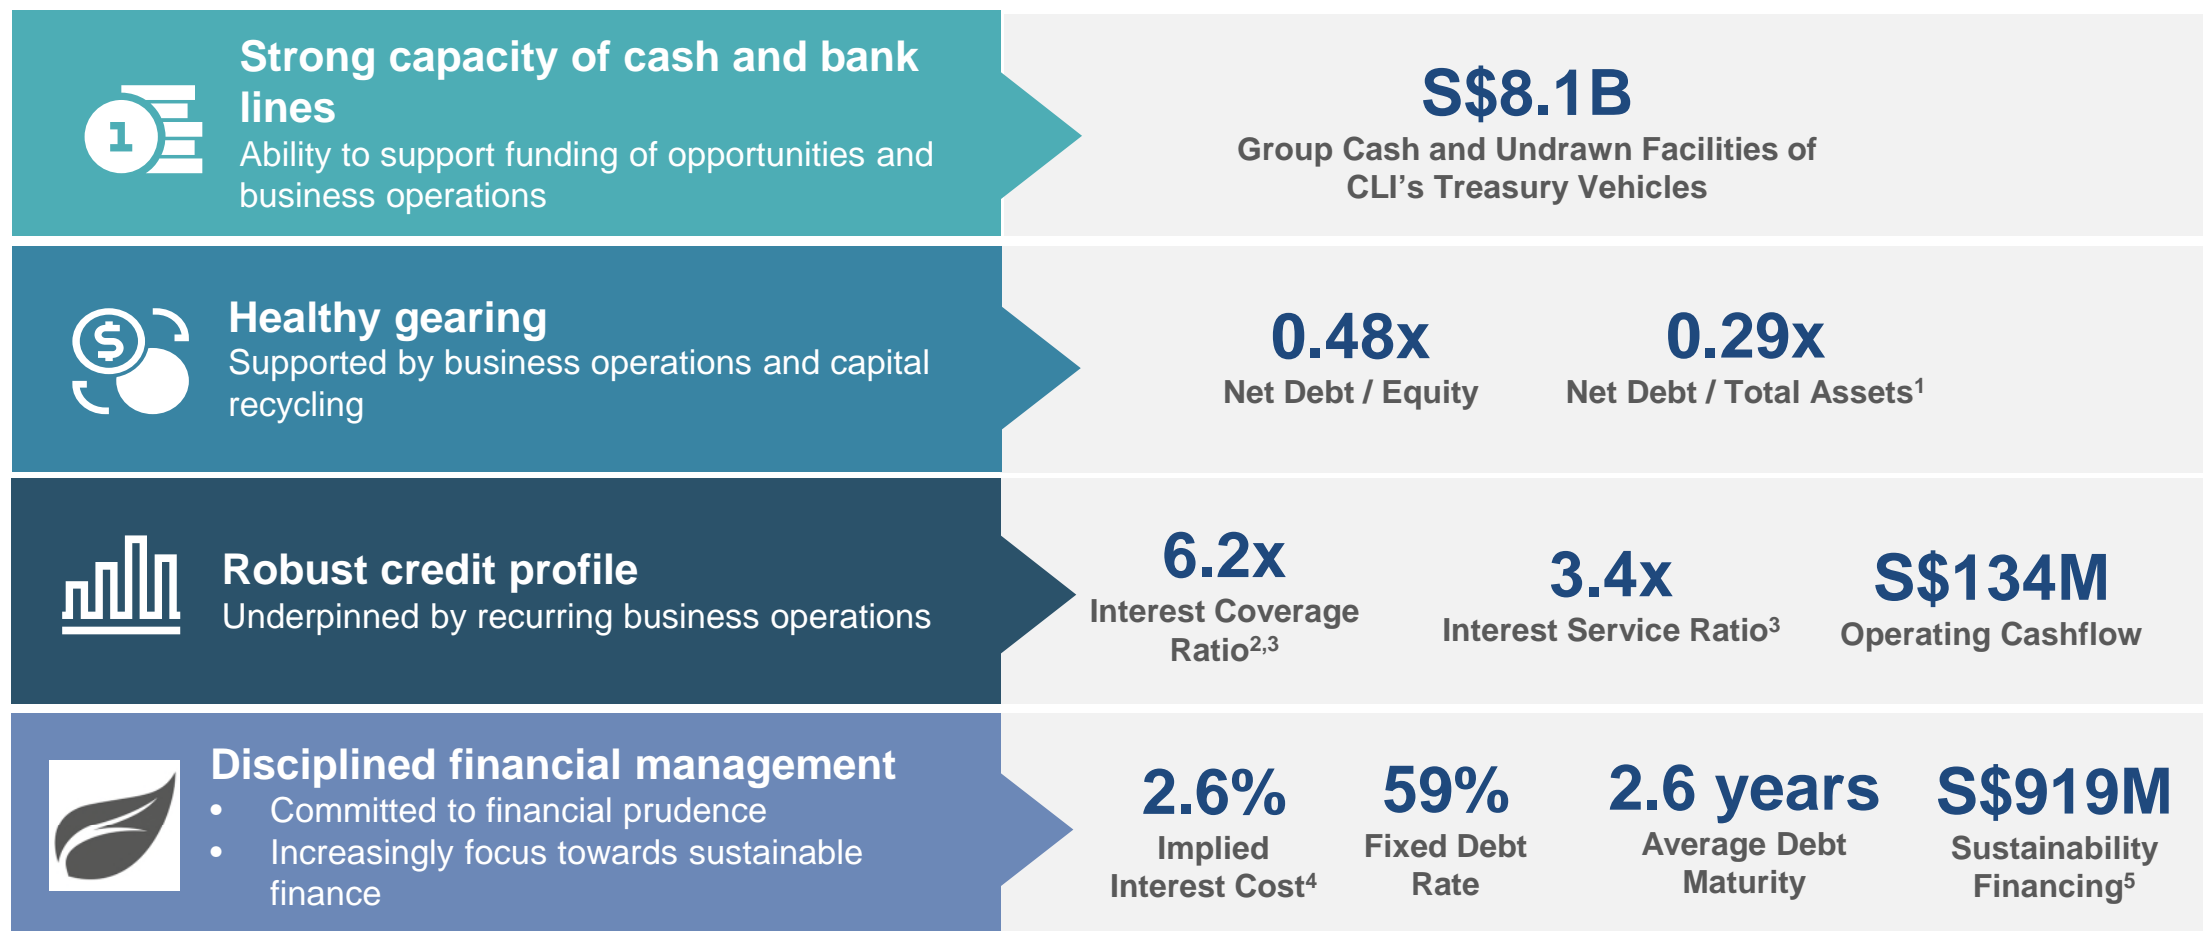 Strong capacity of cash and bank
lines
Ability to support funding of opportunities and
business operations
1
S$8.1B
Group Cash and Undrawn Facilities of
CLI’s Treasury Vehicles
$
Healthy gearing
Supported by business operations and capital
recycling
0.48x
Net Debt / Equity
0.29x
Net Debt / Total Assets¹
Robust credit profile
Underpinned by recurring business operations
6.2x
Interest Coverage
Ratio²,³
3.4x
Interest Service Ratio³
S$134M
Operating Cashflow
Disciplined financial management
• Committed to financial prudence
• Increasingly focus towards sustainable
finance
2.6%
Implied
Interest Cost⁴
59%
Fixed Debt
Rate
2.6 years
Average Debt
Maturity
S$919M
Sustainability
Financing⁵